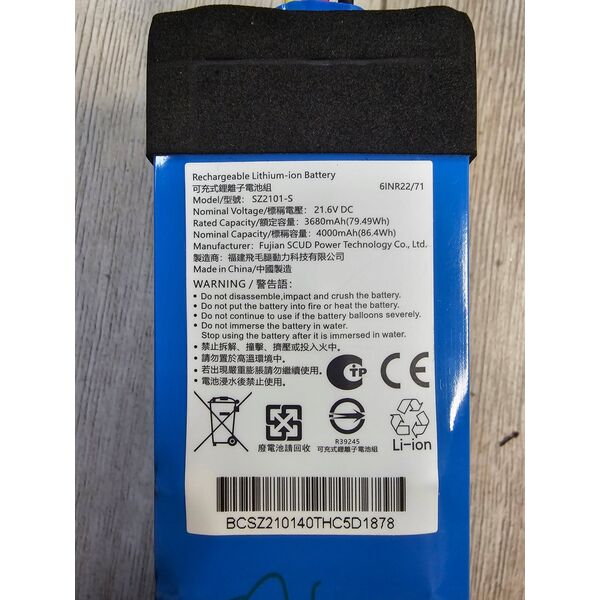 Rechargeable Lithium-ion Battery
可充式鋰離子電池組 6INR22/71
Model/型號: SZ2101-S
Nominal Voltage/標稱電壓: 21.6V DC
Rated Capacity/額定容量: 3680mAh(79.49Wh)
Nominal Capacity/標稱容量: 4000mAh(86.4Wh)
Manufacturer: Fujian SCUD Power Technology Co., Ltd.
製造商: 福建飛毛腿動力科技有限公司
Made in China/中國製造
WARNING / 警告語:
• Do not disassemble,impact and crush the battery.
• Do not put the battery into fire or heat the battery.
• Do not continue to use if the battery balloons severely.
• Do not immerse the battery in water.
Stop using the battery after it is immersed in water.
• 禁止拆解、撞擊、擠壓或投入火中.
• 請勿置於高溫環境中.
• 若出現嚴重膨脹請勿繼續使用.
• 電池浸水後禁止使用.
TP
CE
廢電池請回收
R39245
可充式鋰離子電池組
Li-ion
BCSZ210140THC5D1878